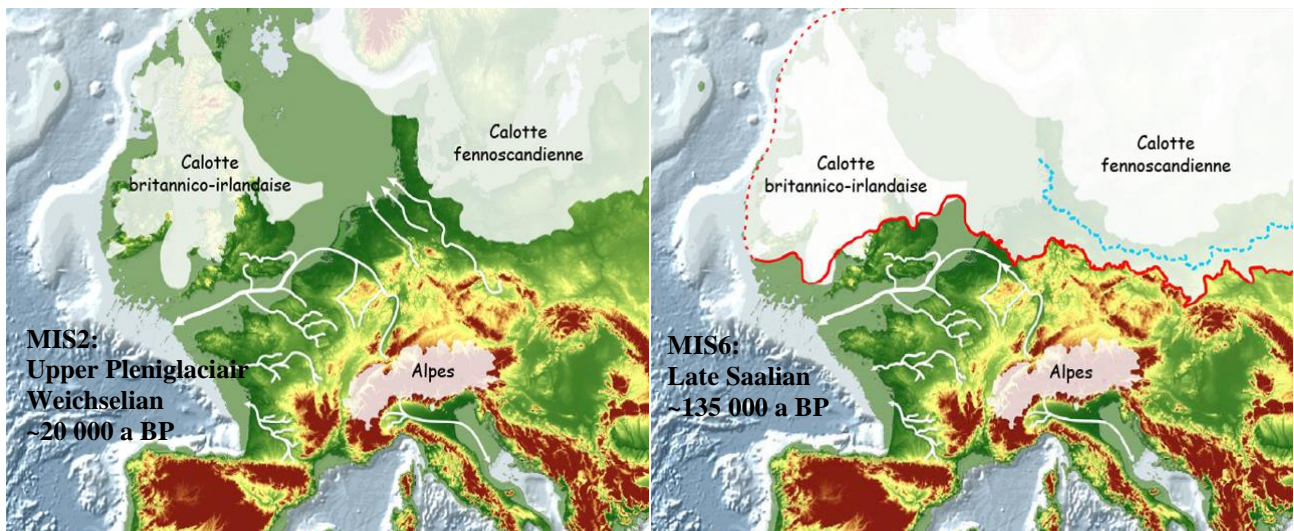 Calotte
britannico-irlandaise
Calotte
fennoscandienne
Alpes
MIS2:
Upper Pleniglaciair
Weichselian
~20 000 a BP
Calotte
britannico-irlandaise
Calotte
fennoscandienne
Alpes
MIS6:
Late Saalian
~135 000 a BP